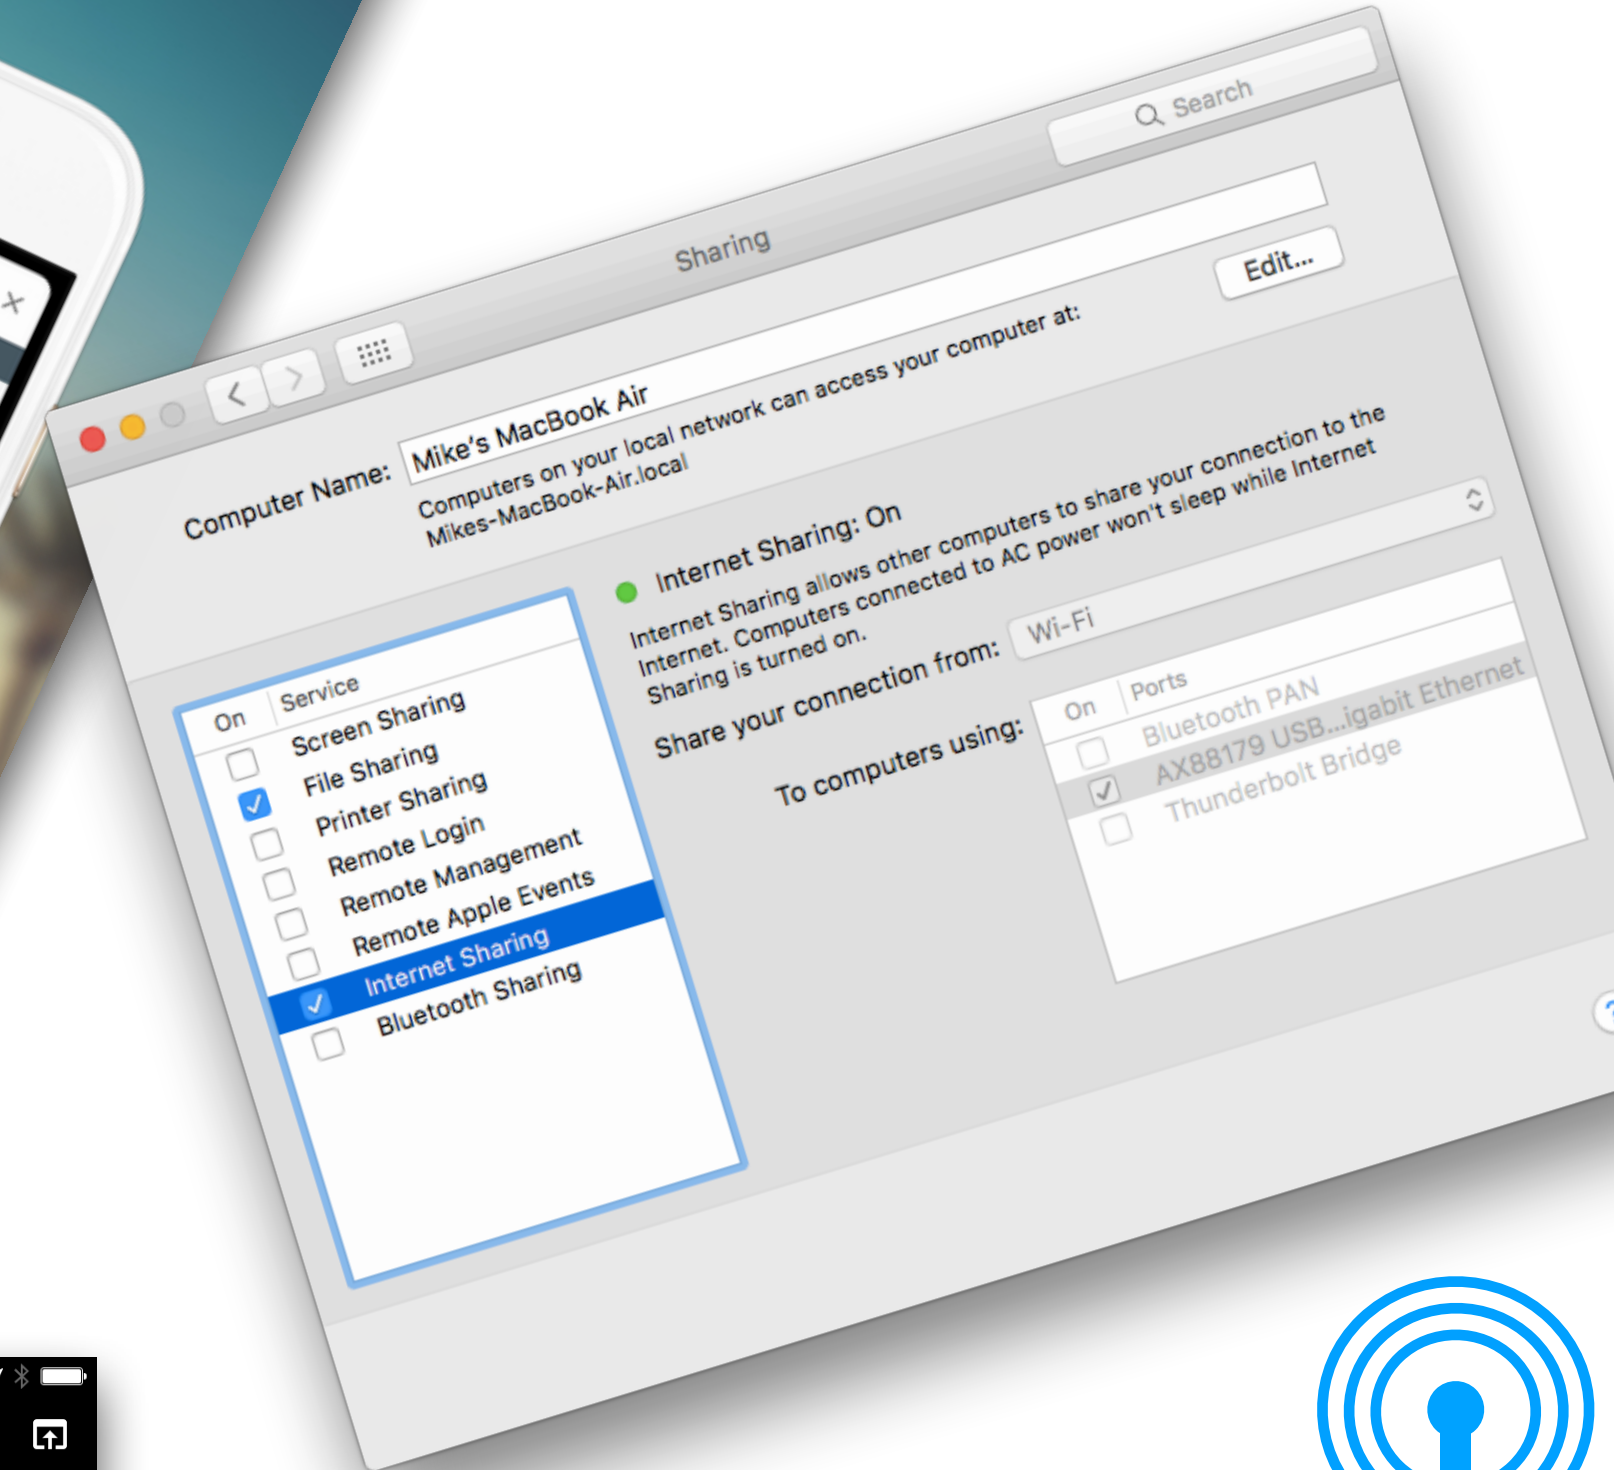 Search
Sharing
Computer Name:
Mike's MacBook Air
Computers on your local network can access your computer at:
Mikes-MacBook-Air.local
Edit...
On
Service
Screen Sharing
File Sharing
Printer Sharing
Remote Login
Remote Management
Remote Apple Events
Internet Sharing
Bluetooth Sharing
Internet Sharing: On
Internet Sharing allows other computers to share your connection to the
Internet. Computers connected to AC power won't sleep while Internet
Sharing is turned on.
Share your connection from:
Wi-Fi
To computers using:
On
Ports
Bluetooth PAN
AX88179 USB...igabit Ethernet
Thunderbolt Bridge
?